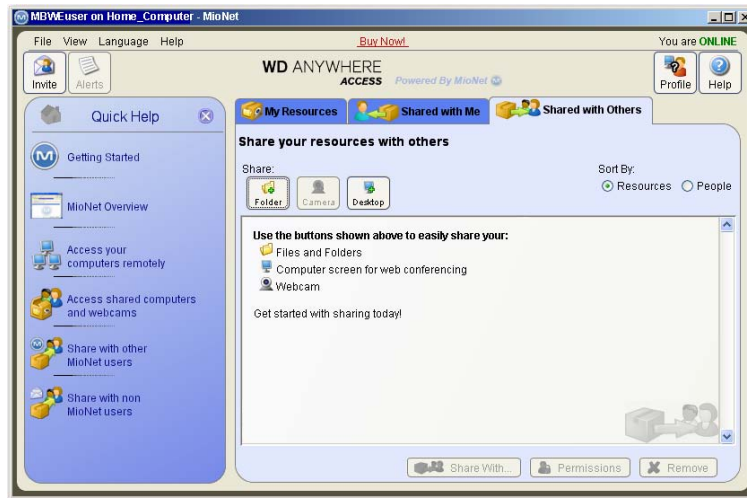 MBWEuser on Home_Computer - MioNet
File View Language Help
Buy Now!
You are ONLINE
Invite
Alerts
WD ANYWHERE
ACCESS Powered By MioNet
Profile
Help
Quick Help
My Resources
Shared with Me
Shared with Others
Getting Started
MioNet Overview
Access your
computers remotely
Access shared computers
and webcams
Share with other
MioNet users
Share with non
MioNet users
Share your resources with others
Share:
Sort By:
Folder
Camera
Desktop
Resources
People
Use the buttons shown above to easily share your:
Files and Folders
Computer screen for web conferencing
Webcam
Get started with sharing today!
Share With...
Permissions
Remove